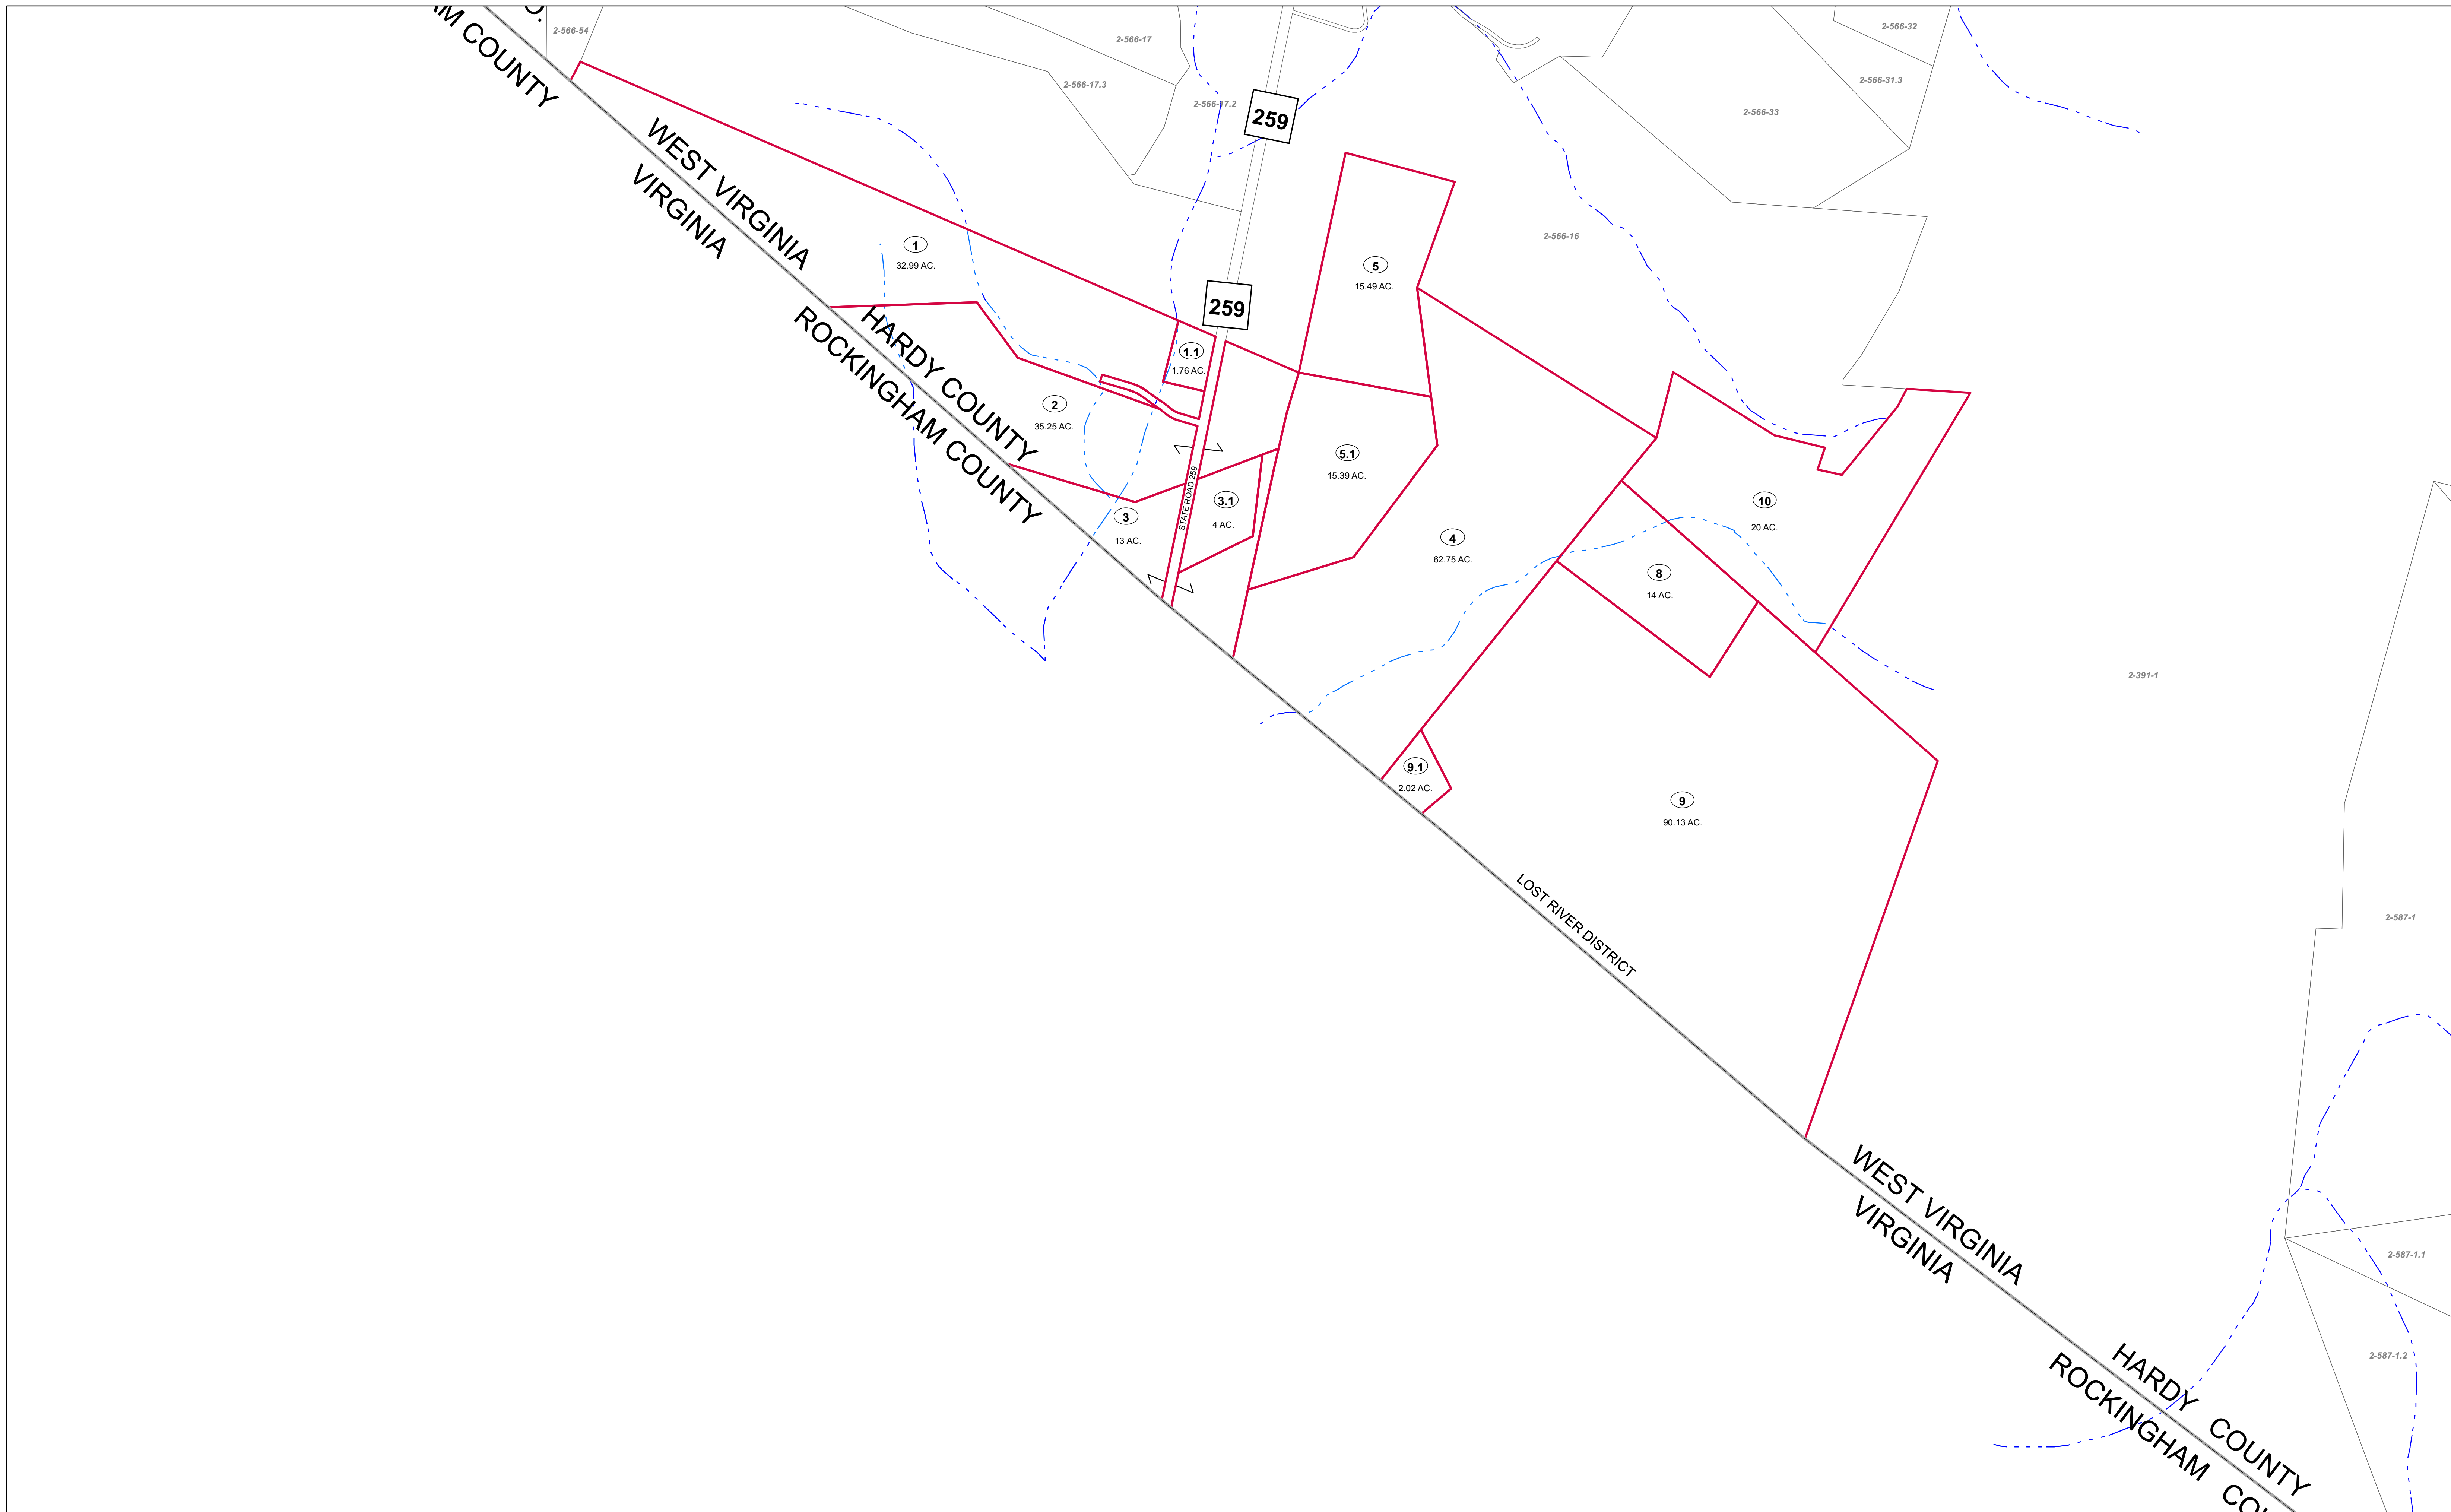 O.
AM COUNTY
2-566-54
2-566-17
2-566-17.3
2-566-17.2
259
2-566-32
2-566-31.3
2-566-33
2-566-16
WEST VIRGINIA
VIRGINIA
1
32.99 AC.
5
15.49 AC.
259
1.1
1.76 AC.
HARDY COUNTY
ROCKINGHAM COUNTY
2
35.25 AC.
5.1
15.39 AC.
STATE ROAD 259
3.1
4 AC.
3
13 AC.
4
62.75 AC.
10
20 AC.
8
14 AC.
2-391-1
9.1
2.02 AC.
9
90.13 AC.
LOST RIVER DISTRICT
2-587-1
WEST VIRGINIA
VIRGINIA
2-587-1.1
2-587-1.2
HARDY COUNTY
ROCKINGHAM COU